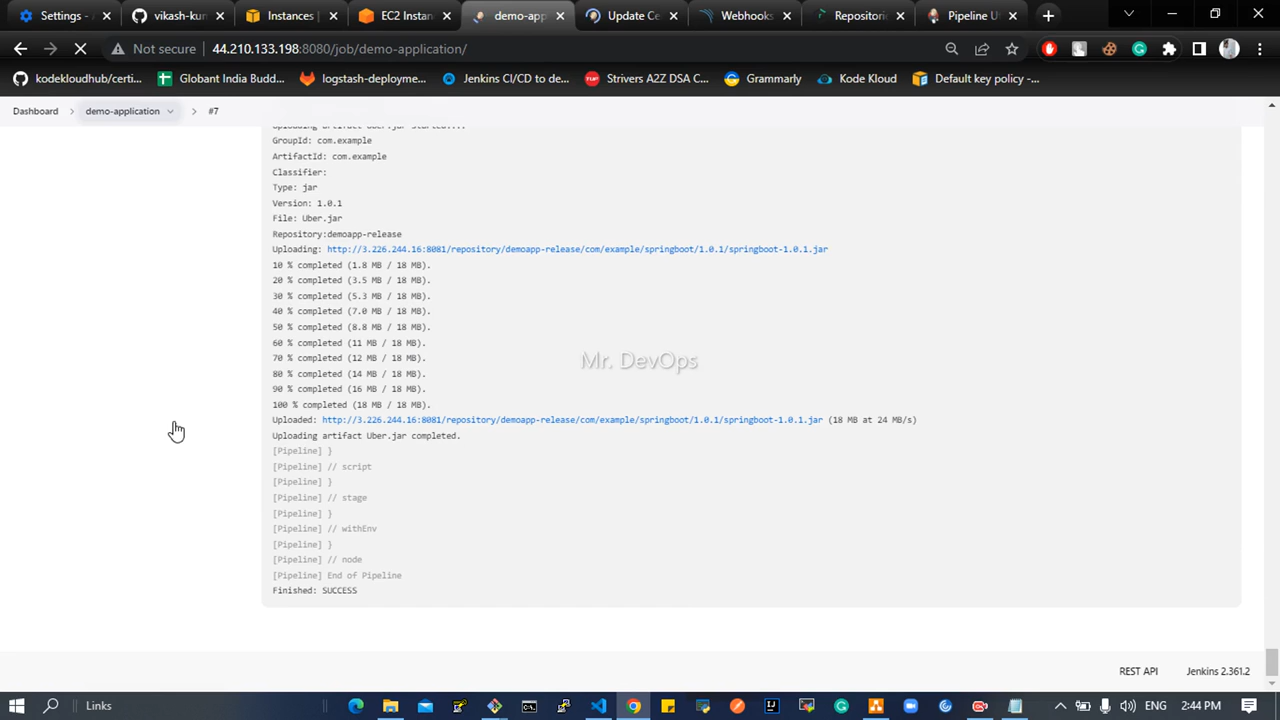 Settings -
vikash-kun
Instances |
EC2 Instan
demo-app
Update Ce
Webhooks
Repositorie
Pipeline U
Not secure
44.210.133.198:8080/job/demo-application/
kodekloudhub/certi...
Globant India Budd...
logstash-deployme...
Jenkins CI/CD to de...
Strivers A2Z DSA C...
Grammarly
Kode Kloud
Default key policy -...
Dashboard
demo-application
#7
Uploading artifact Uber.jar started....
GroupId: com.example
ArtifactId: com.example
Classifier:
Type: jar
Version: 1.0.1
File: Uber.jar
Repository:demoapp-release
Uploading: http://3.226.244.16:8081/repository/demoapp-release/com/example/springboot/1.0.1/springboot-1.0.1.jar
10 % completed (1.8 MB / 18 MB).
20 % completed (3.5 MB / 18 MB).
30 % completed (5.3 MB / 18 MB).
40 % completed (7.0 MB / 18 MB).
50 % completed (8.8 MB / 18 MB).
60 % completed (11 MB / 18 MB).
70 % completed (12 MB / 18 MB).
80 % completed (14 MB / 18 MB).
90 % completed (16 MB / 18 MB).
100 % completed (18 MB / 18 MB).
Mr. DevOps
Uploaded: http://3.226.244.16:8081/repository/demoapp-release/com/example/springboot/1.0.1/springboot-1.0.1.jar (18 MB at 24 MB/s)
Uploading artifact Uber.jar completed.
[Pipeline] }
[Pipeline] // script
[Pipeline] }
[Pipeline] // stage
[Pipeline] }
[Pipeline] // withEnv
[Pipeline] }
[Pipeline] // node
[Pipeline] End of Pipeline
Finished: SUCCESS
REST API
Jenkins 2.361.2
Links
ENG
2:44 PM